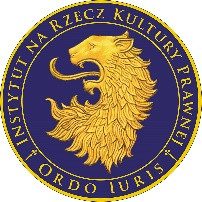 INSTYTUT NA RZECZ KULTURY PRAWNEJ
† ORDO IURIS †